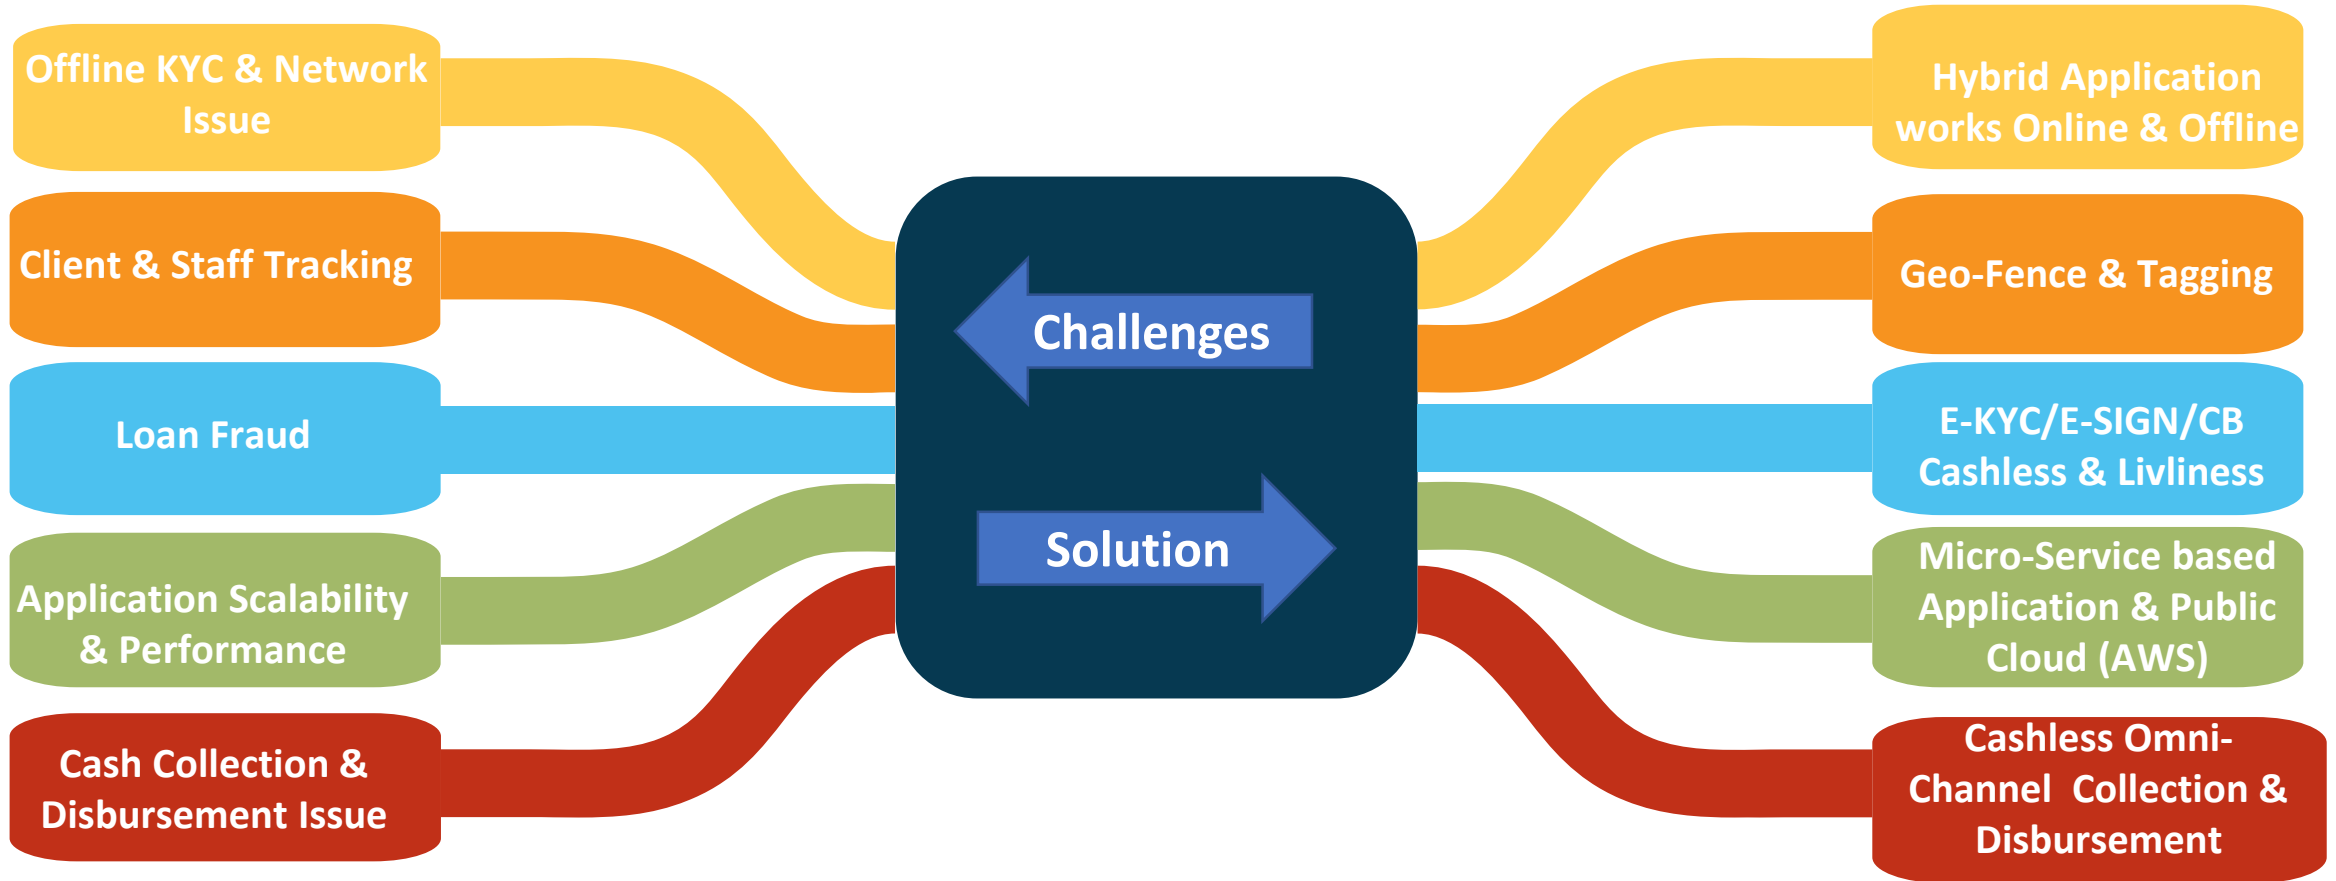 Offline KYC & Network
Issue
Client & Staff Tracking
Loan Fraud
Application Scalability
& Performance
Cash Collection &
Disbursement Issue
Challenges
Solution
Hybrid Application
works Online & Offline
Geo-Fence & Tagging
E-KYC/E-SIGN/CB
Cashless & Livliness
Micro-Service based
Application & Public
Cloud (AWS)
Cashless Omni-
Channel  Collection &
Disbursement